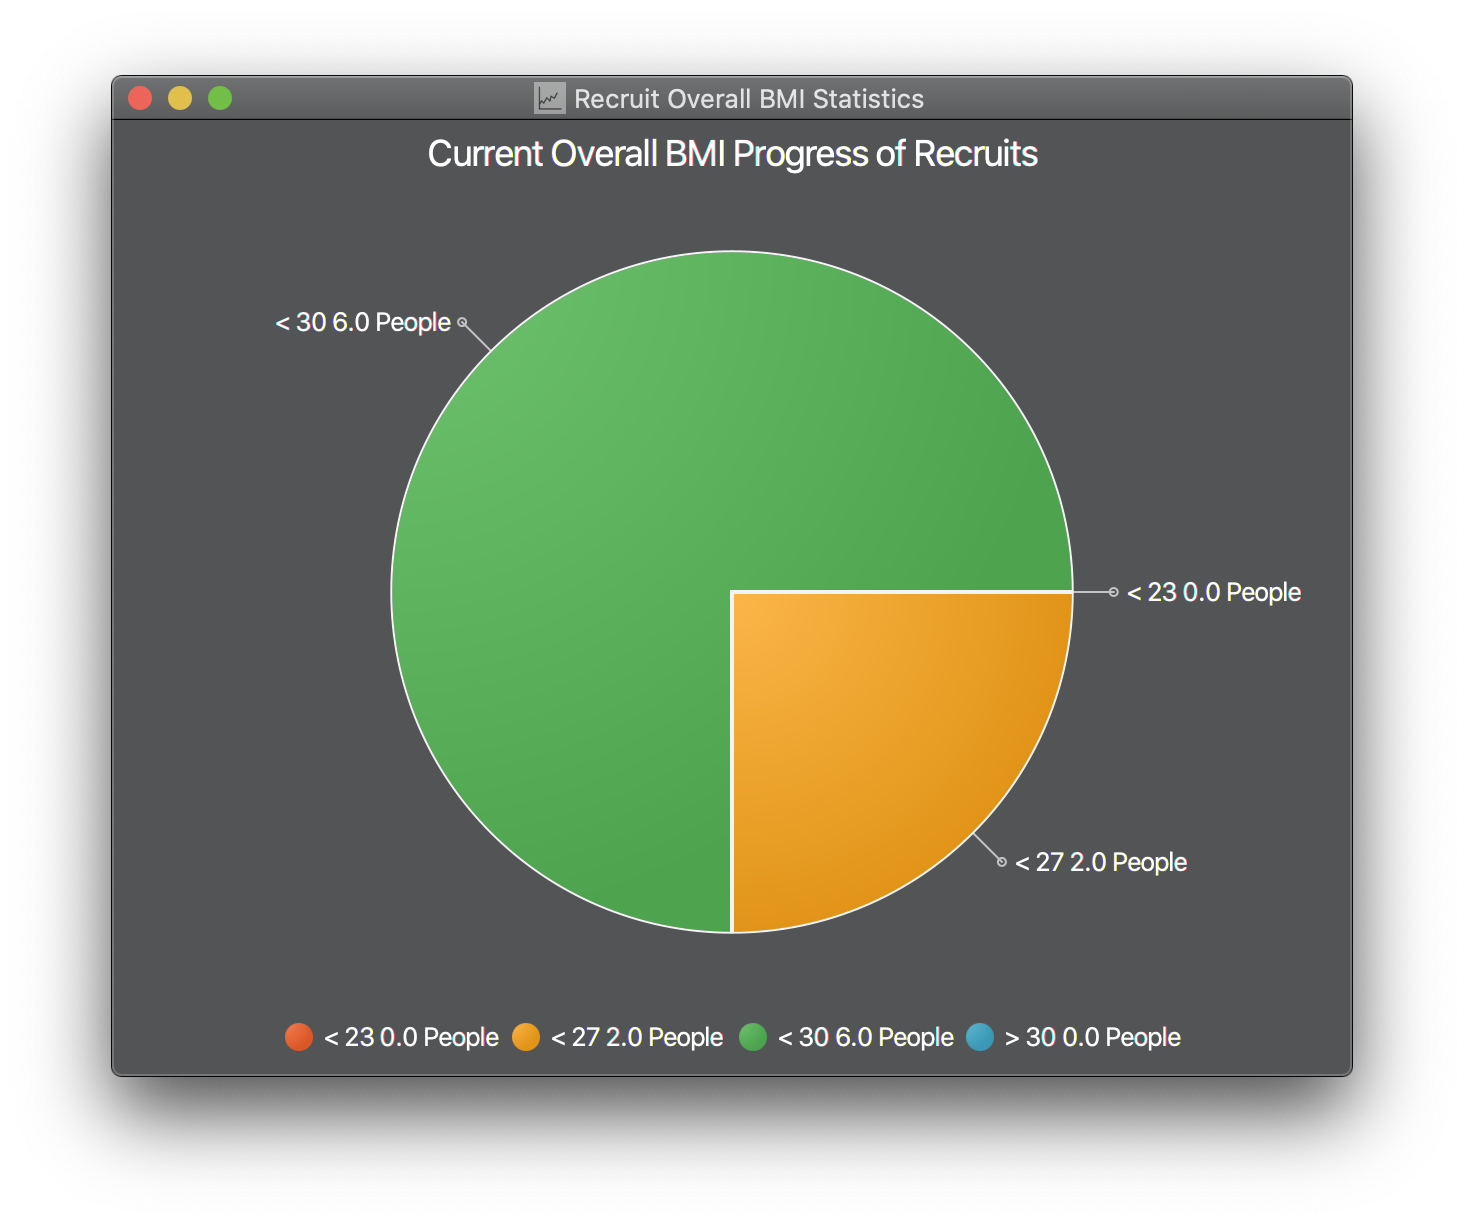 Recruit Overall BMI Statistics
Current Overall BMI Progress of Recruits
< 30 6.0 People
< 23 0.0 People
< 27 2.0 People
< 23 0.0 People < 27 2.0 People < 30 6.0 People > 30 0.0 People